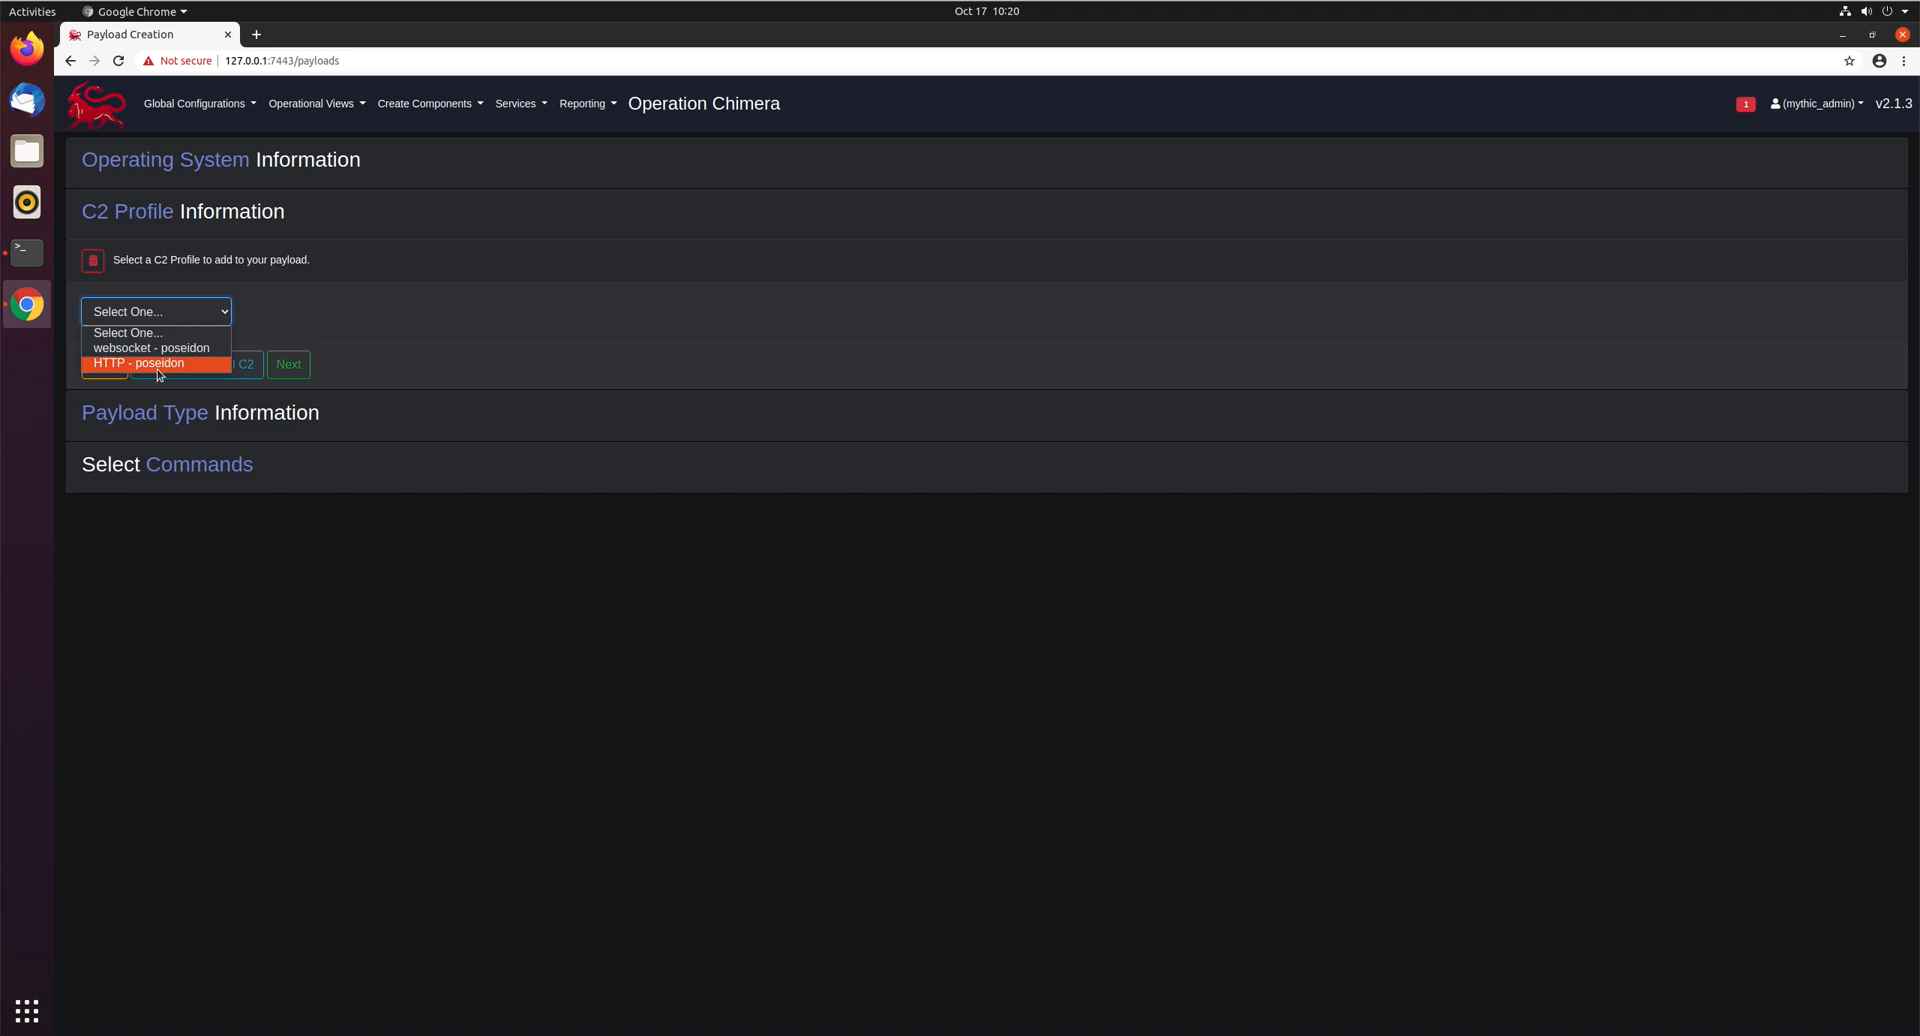 Activities Google Chrome Oct 17 10:20
Payload Creation
Not secure 127.0.0.1:7443/payloads
Global Configurations Operational Views Create Components Services Reporting Operation Chimera 1 (mythic_admin) v2.1.3
Operating System Information
C2 Profile Information
Select a C2 Profile to add to your payload.
Select One...
Select One...
websocket - poseidon
HTTP - poseidon C2 Next
Payload Type Information
Select Commands